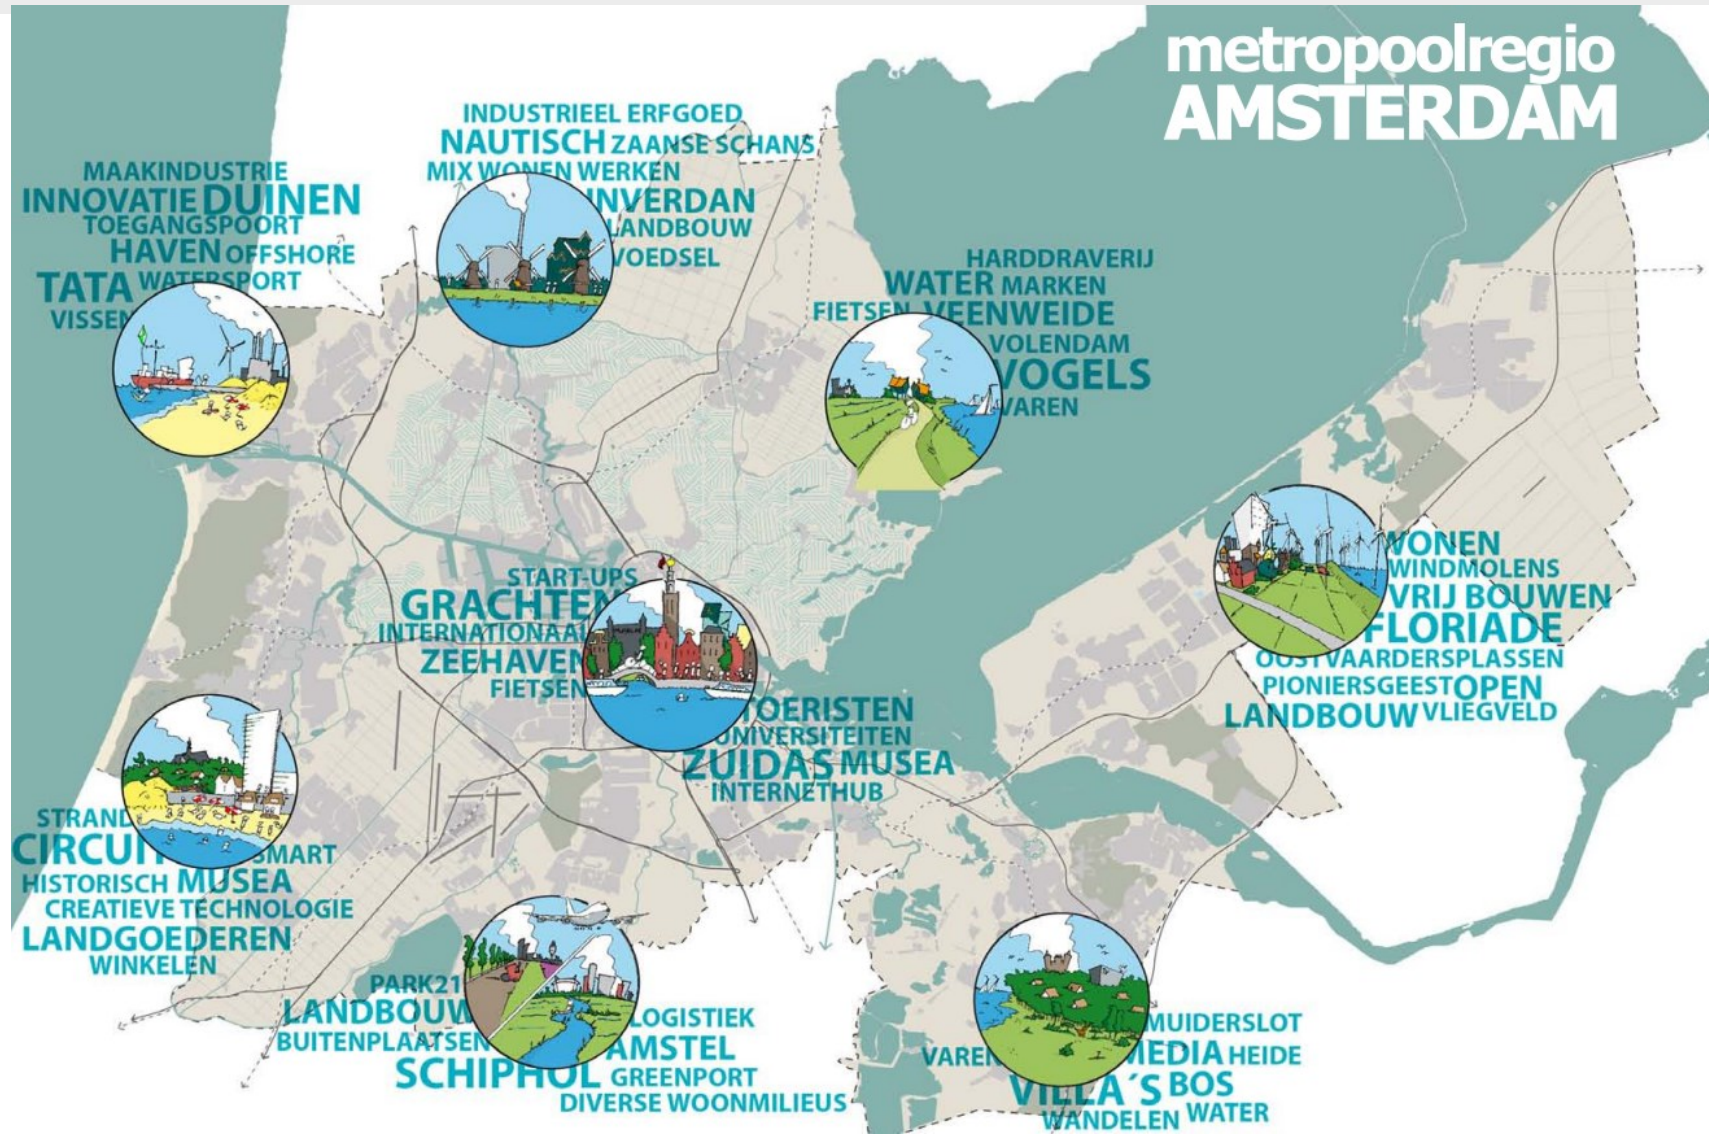 metropoolregio
AMSTERDAM
INDUSTRIEEL ERFGOED
NAUTISCH ZAANSE SCHANS
MIX WONEN WERKEN
INVERDAN
LANDBOUW
VOEDSEL
MAAKINDUSTRIE
INNOVATIE DUINEN
TOEGANGSPOORT
HAVEN OFFSHORE
TATA WATERSPORT
VISSEN
HARDDRAVERIJ
WATER MARKEN
FIETSEN VEENWEIDE
VOLENDAM
VOGELS
VAREN
START-UPS
GRACHTEN
INTERNATIONAAL
ZEEHAVEN
FIETSEN
TOERISTEN
UNIVERSITEITEN
ZUIDAS MUSEA
INTERNETHUB
WONEN
WINDMOLENS
VRIJ BOUWEN
FLORIADE
OOSTVAARDERSPLASSEN
PIONIERSGEEST OPEN
LANDBOUW VLIEGVELD
STRAND
CIRCUIT SMART
HISTORISCH MUSEA
CREATIEVE TECHNOLOGIE
LANDGOEDEREN
WINKELEN
PARK21
LANDBOUW
BUITENPLAATSEN
SCHIPHOL
LOGISTIEK
AMSTEL
GREENPORT
DIVERSE WOONMILIEUS
MUIDERSLOT
VAREN MEDIA HEIDE
VILLA´S BOS
WANDELEN WATER